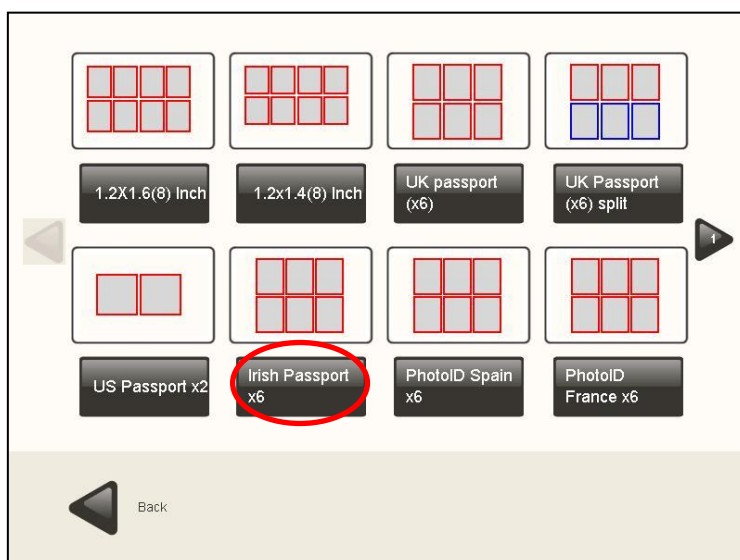 1.2X1.6(8) Inch
1.2x1.4(8) Inch
UK passport
(x6)
UK Passport
(x6) split
1
US Passport x2
Irish Passport
x6
PhotoID Spain
x6
PhotoID
France x6
Back